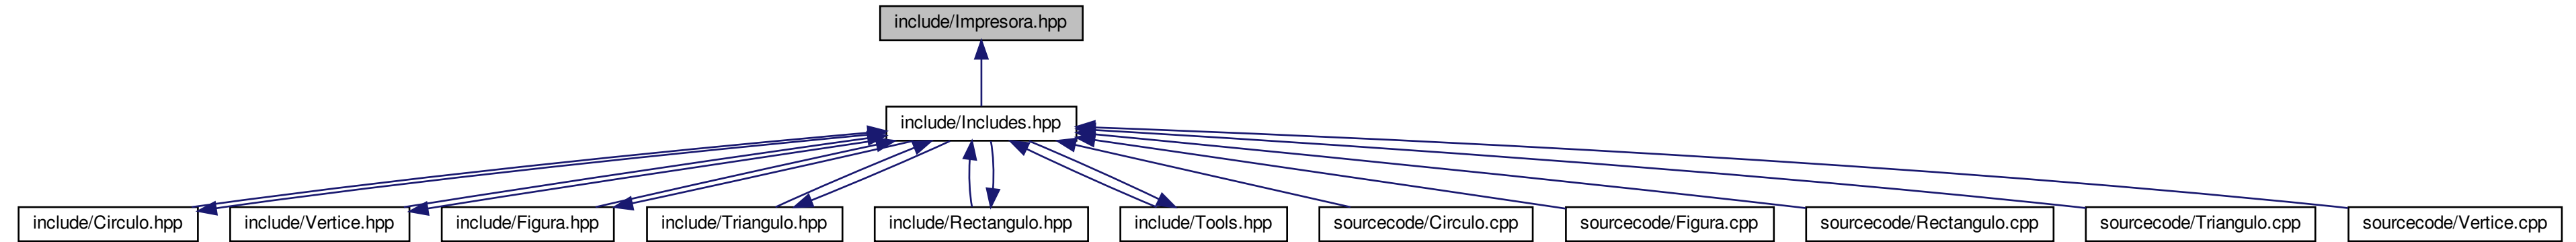 include/Impresora.hpp
include/Includes.hpp
include/Circulo.hpp
include/Vertice.hpp
include/Figura.hpp
include/Triangulo.hpp
include/Rectangulo.hpp
include/Tools.hpp
sourcecode/Circulo.cpp
sourcecode/Figura.cpp
sourcecode/Rectangulo.cpp
sourcecode/Triangulo.cpp
sourcecode/Vertice.cpp